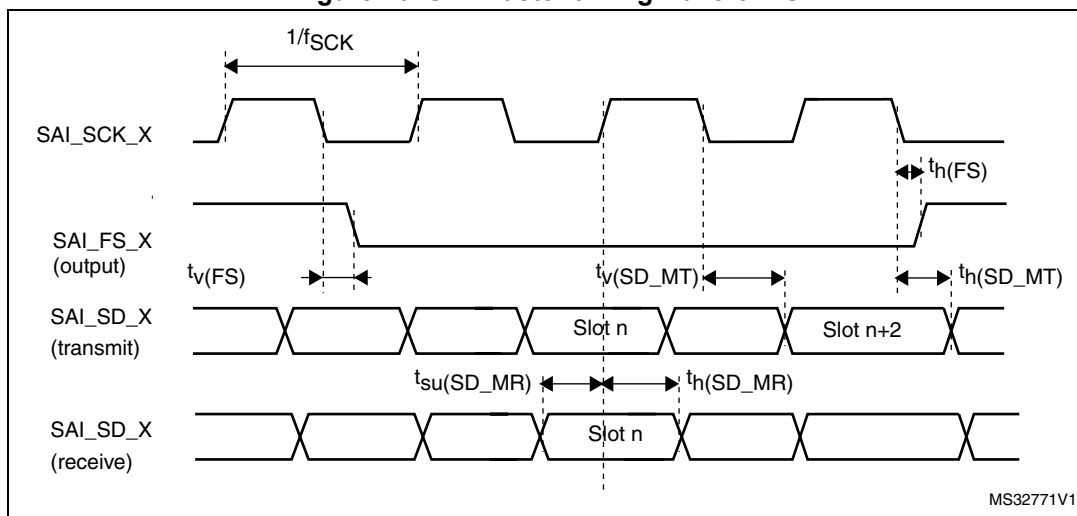 1/fSCK
SAI_SCK_X
th(FS)
SAI_FS_X
(output)
tv(FS)
tv(SD_MT)
th(SD_MT)
SAI_SD_X
(transmit)
Slot n
Slot n+2
tsu(SD_MR)
th(SD_MR)
SAI_SD_X
(receive)
Slot n
MS32771V1